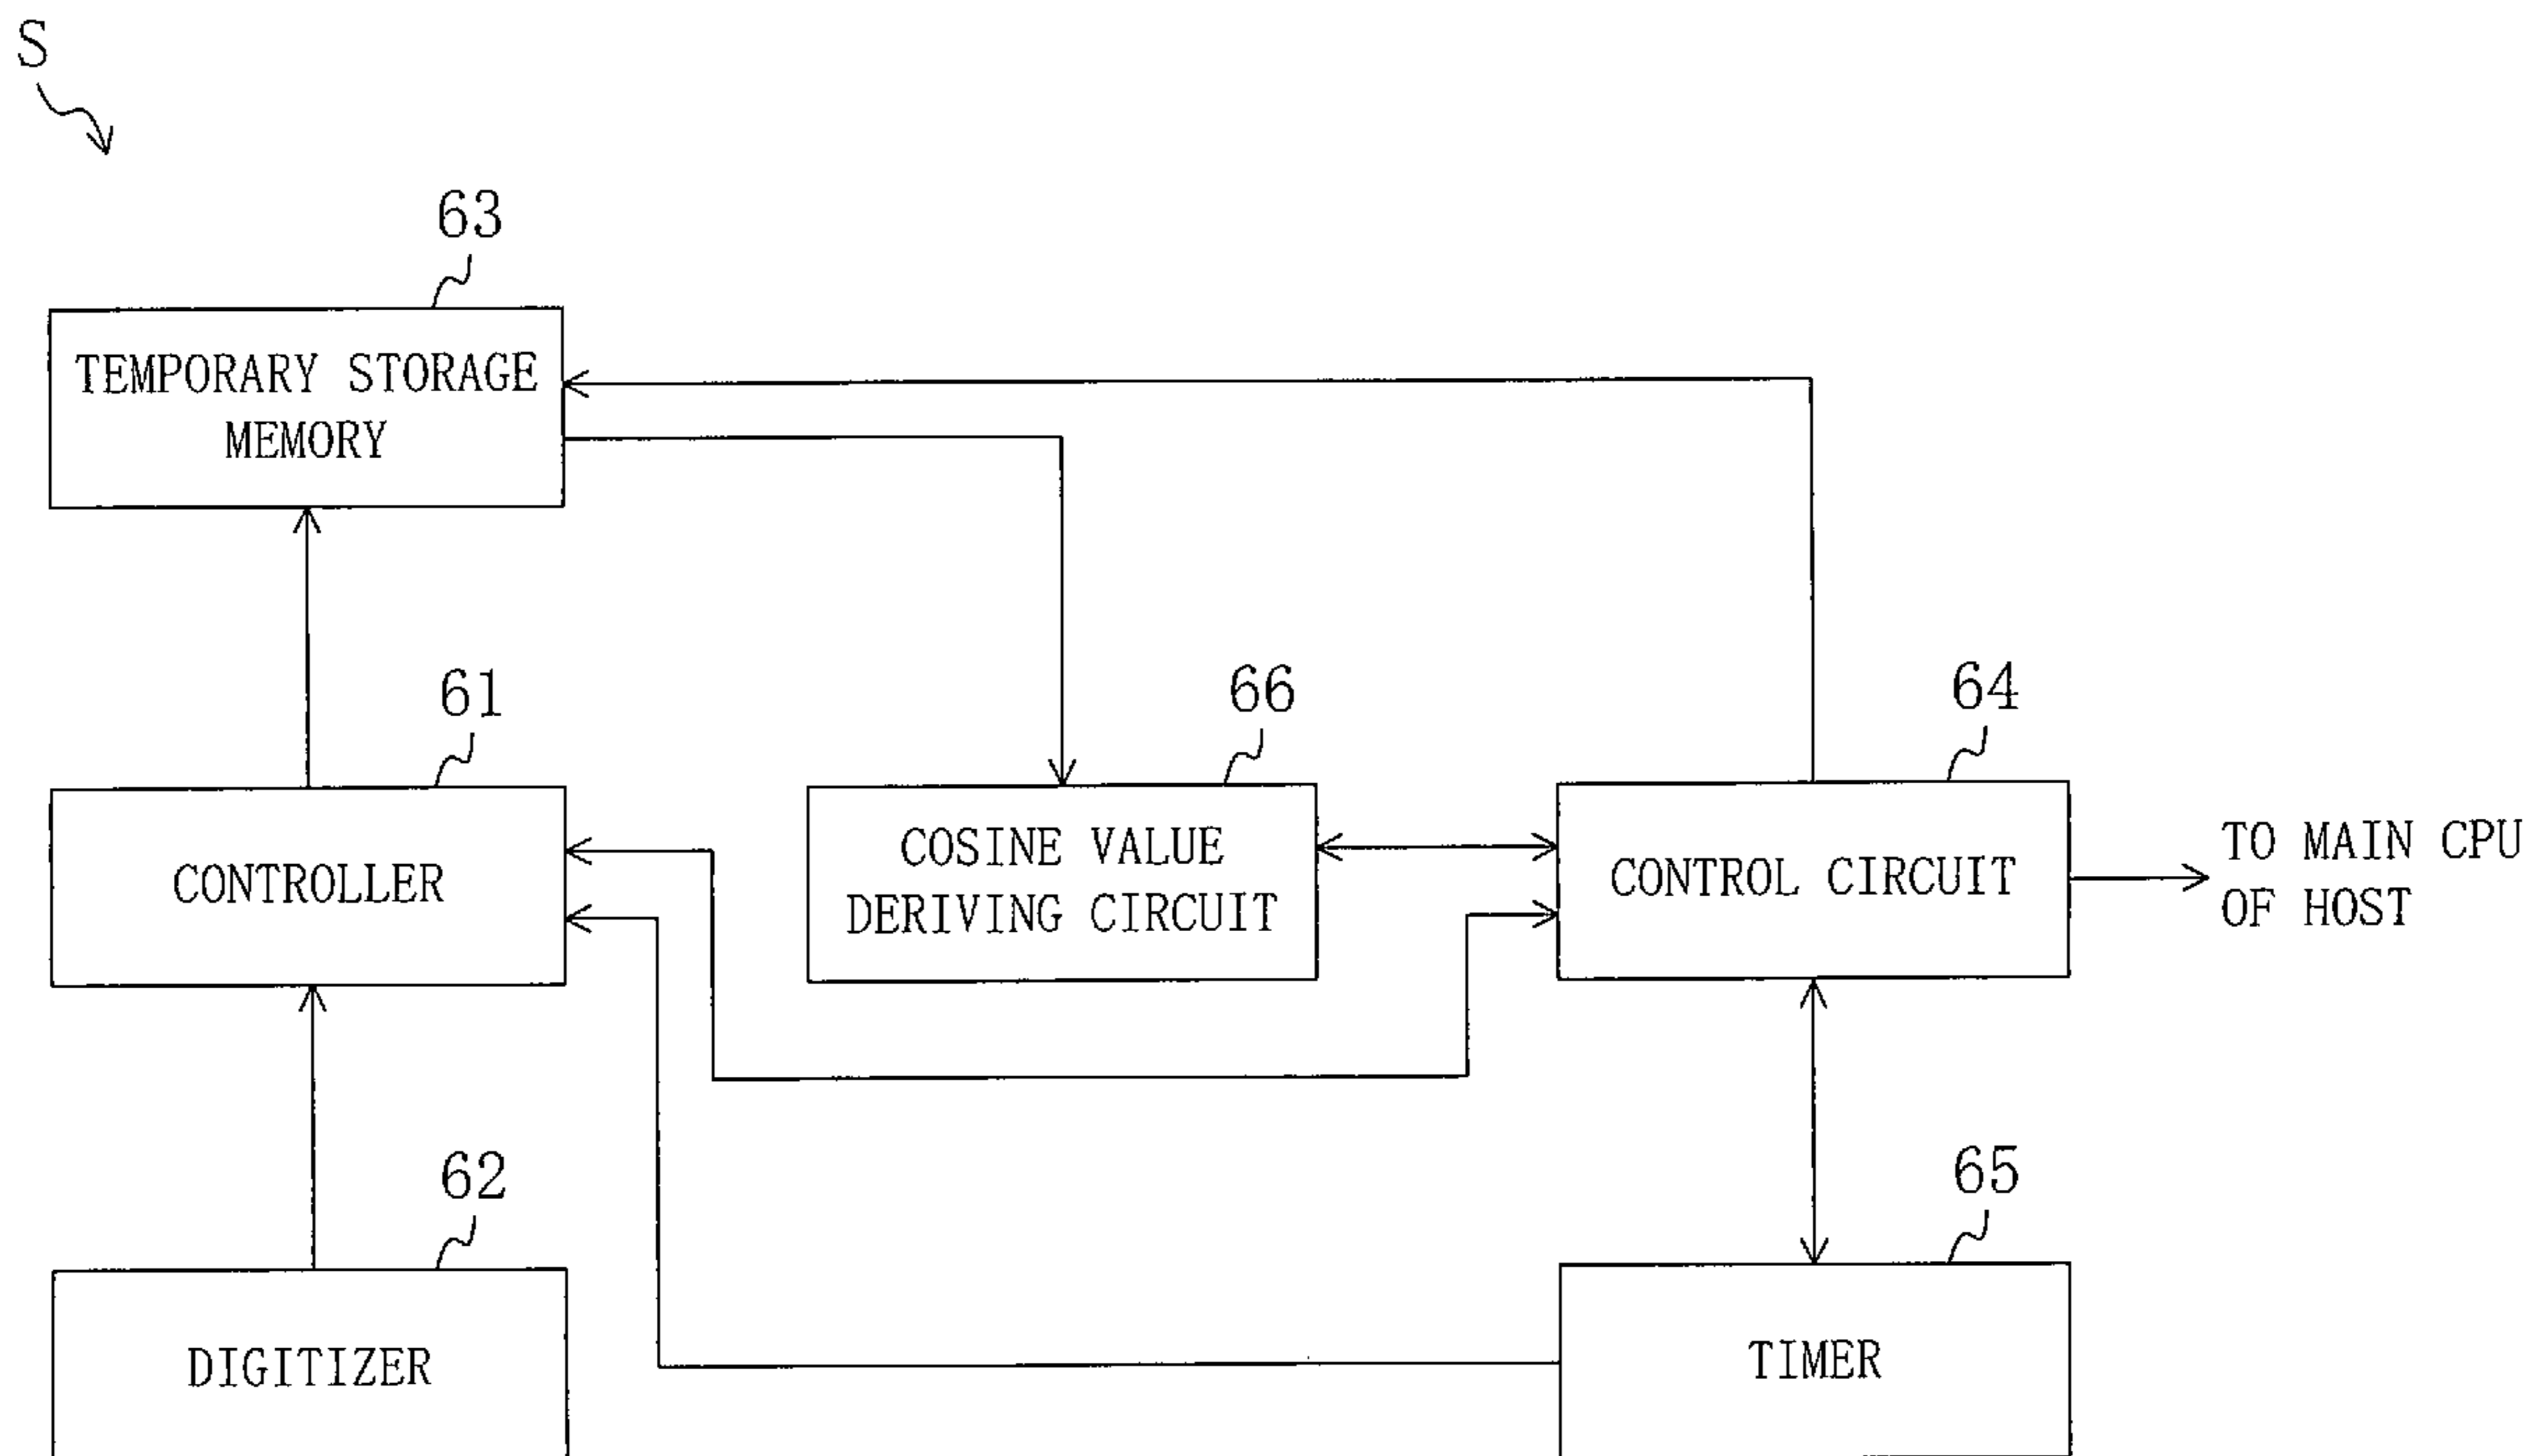 S
63
TEMPORARY STORAGE
MEMORY
61
CONTROLLER
66
COSINE VALUE
DERIVING CIRCUIT
64
CONTROL CIRCUIT
TO MAIN CPU
OF HOST
62
DIGITIZER
65
TIMER